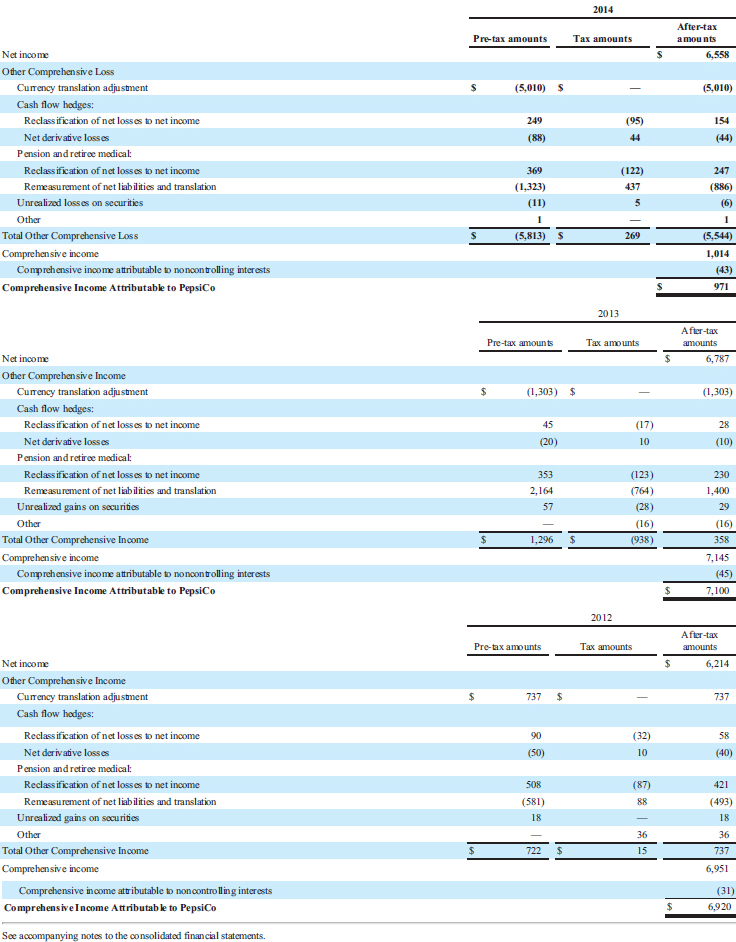 2014
Pre-tax amounts Tax amounts After-tax amounts
Net income $ 6,558
Other Comprehensive Loss
Currency translation adjustment $ (5,010) $ — (5,010)
Cash flow hedges:
Reclassification of net losses to net income 249 (95) 154
Net derivative losses (88) 44 (44)
Pension and retiree medical:
Reclassification of net losses to net income 369 (122) 247
Remeasurement of net liabilities and translation (1,323) 437 (886)
Unrealized losses on securities (11) 5 (6)
Other 1 — 1
Total Other Comprehensive Loss $ (5,813) $ 269 (5,544)
Comprehensive income 1,014
Comprehensive income attributable to noncontrolling interests (43)
Comprehensive Income Attributable to PepsiCo $ 971
2013
Pre-tax amounts Tax amounts After-tax amounts
Net income $ 6,787
Other Comprehensive Income
Currency translation adjustment $ (1,303) $ — (1,303)
Cash flow hedges:
Reclassification of net losses to net income 45 (17) 28
Net derivative losses (20) 10 (10)
Pension and retiree medical:
Reclassification of net losses to net income 353 (123) 230
Remeasurement of net liabilities and translation 2,164 (764) 1,400
Unrealized gains on securities 57 (28) 29
Other — (16) (16)
Total Other Comprehensive Income $ 1,296 $ (938) 358
Comprehensive income 7,145
Comprehensive income attributable to noncontrolling interests (45)
Comprehensive Income Attributable to PepsiCo $ 7,100
2012
Pre-tax amounts Tax amounts After-tax amounts
Net income $ 6,214
Other Comprehensive Income
Currency translation adjustment $ 737 $ — 737
Cash flow hedges:
Reclassification of net losses to net income 90 (32) 58
Net derivative losses (50) 10 (40)
Pension and retiree medical:
Reclassification of net losses to net income 508 (87) 421
Remeasurement of net liabilities and translation (581) 88 (493)
Unrealized gains on securities 18 — 18
Other — 36 36
Total Other Comprehensive Income $ 722 $ 15 737
Comprehensive income 6,951
Comprehensive income attributable to noncontrolling interests (31)
Comprehensive Income Attributable to PepsiCo $ 6,920
See accompanying notes to the consolidated financial statements.